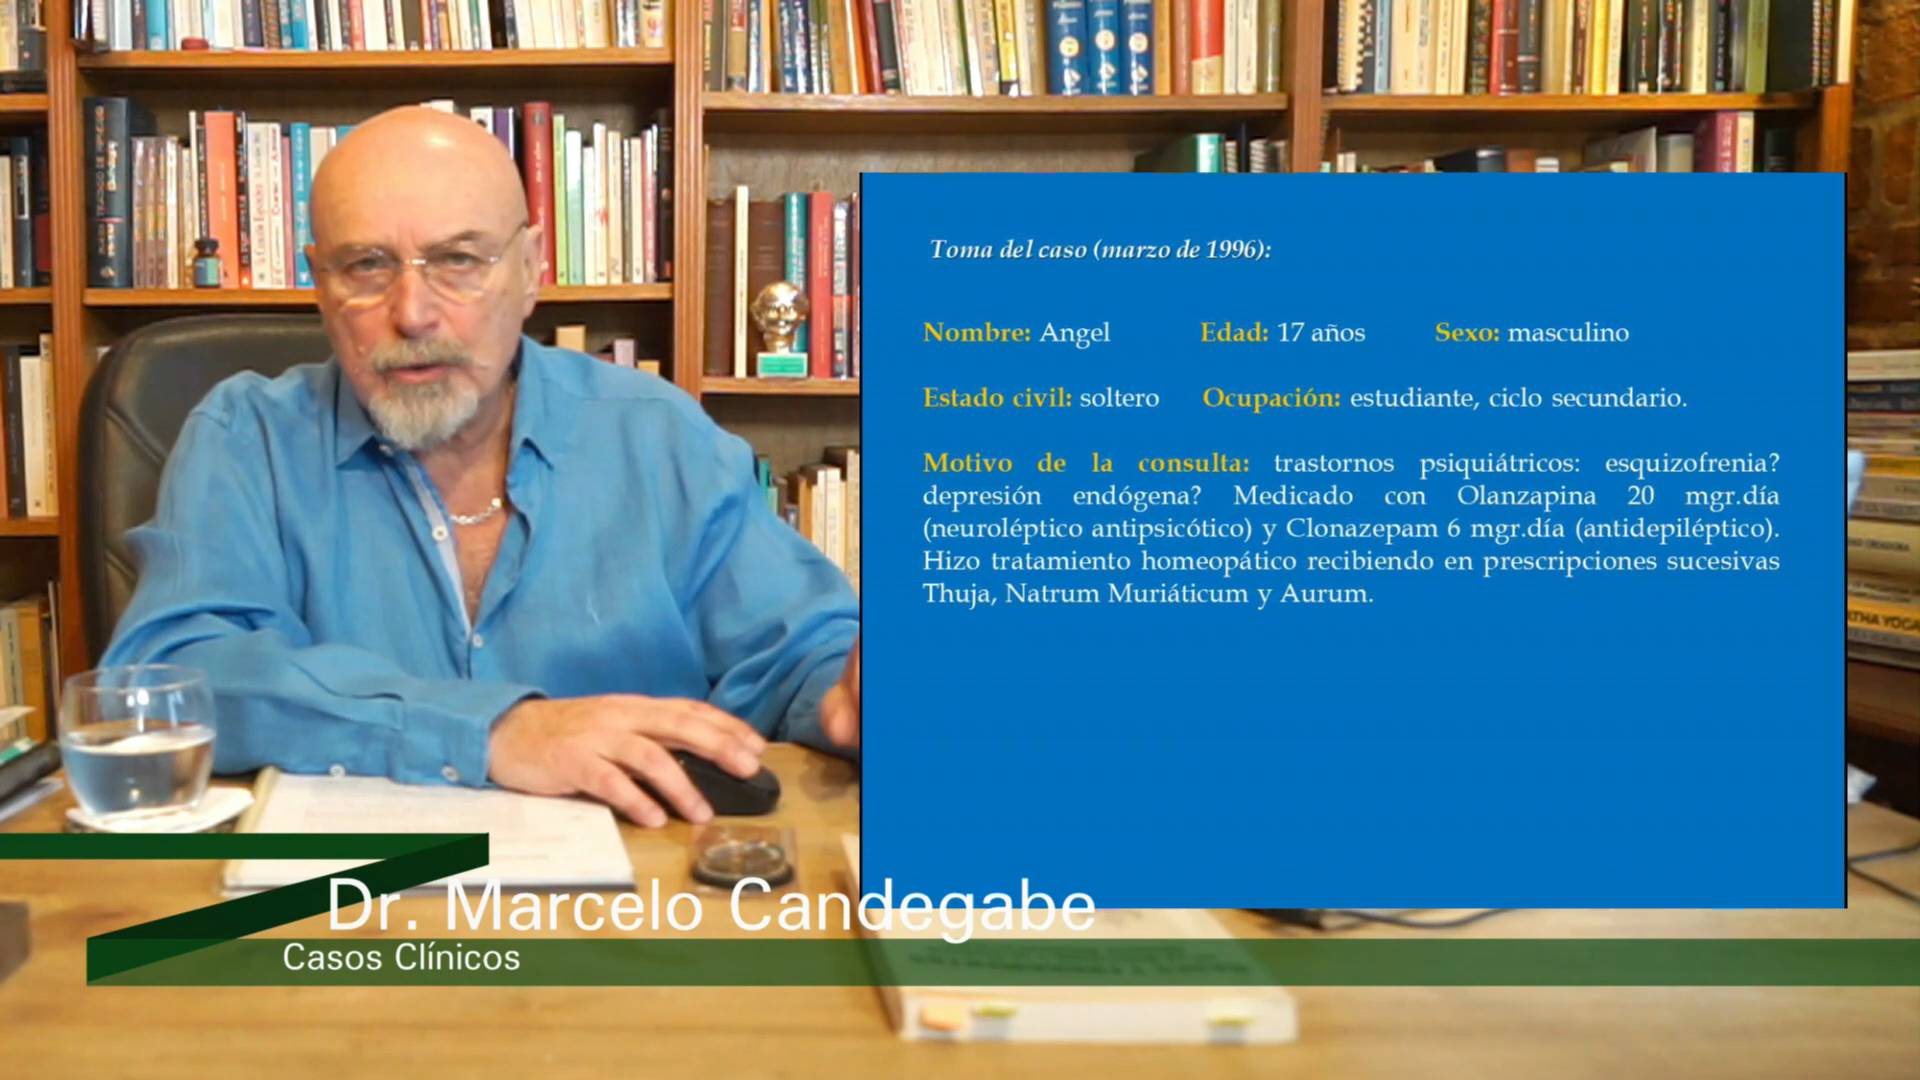 Toma del caso (marzo de 1996):
Nombre: Angel Edad: 17 años Sexo: masculino
Estado civil: soltero Ocupación: estudiante, ciclo secundario.
Motivo de la consulta: trastornos psiquiátricos: esquizofrenia?
depresión endógena? Medicado con Olanzapina 20 mgr.día
(neuroléptico antipsicótico) y Clonazepam 6 mgr.día (antidepiléptico).
Hizo tratamiento homeopático recibiendo en prescripciones sucesivas
Thuja, Natrum Muriáticum y Aurum.
HATHA YOGA
Dr. Marcelo Candegabe
Casos Clínicos